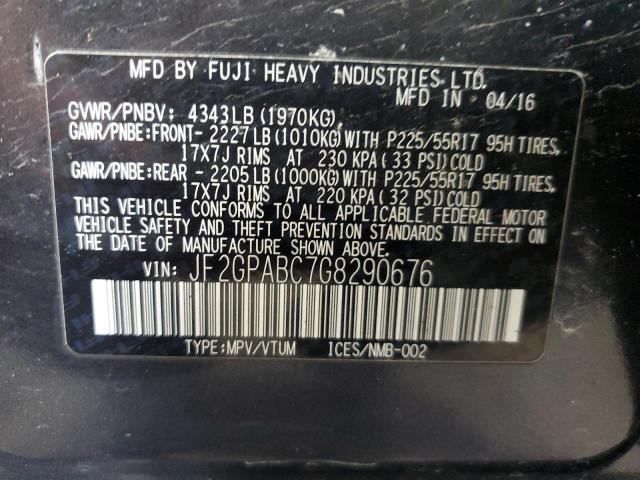 MFD BY FUJI HEAVY INDUSTRIES LTD.
MFD IN 04/16
GVWR/PNBV: 4343LB (1970KG)
GAWR/PNBE:FRONT- 2227LB(1010KG)WITH P225/55R17 95H TIRES,
17X7J RIMS AT 230 KPA(33 PSI)COLD
GAWR/PNBE:REAR - 2205LB(1000KG)WITH P225/55R17 95H TIRES,
17X7J RIMS AT 220 KPA(32 PSI)COLD
THIS VEHICLE CONFORMS TO ALL APPLICABLE FEDERAL MOTOR
VEHICLE SAFETY AND THEFT PREVENTION STANDARDS IN EFFECT ON
THE DATE OF MANUFACTURE SHOWN ABOVE.
VIN: JF2GPABC7G8290676
TYPE:MPV/VTUM ICES/NMB-002